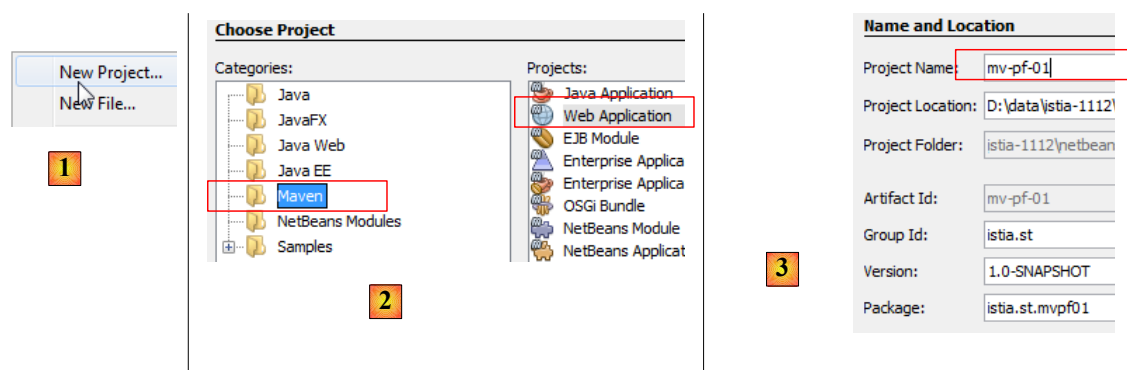 New Project...
New File...
1
Choose Project
Categories:
Java
JavaFX
Java Web
Java EE
Maven
NetBeans Modules
Samples
Projects:
Java Application
Web Application
EJB Module
Enterprise Applica
Enterprise Applica
OSGi Bundle
NetBeans Module
NetBeans Applicat
2
Name and Location
Project Name: mv-pf-01
Project Location: D:\data\istia-1112\
Project Folder: istia-1112\netbean
Artifact Id: mv-pf-01
Group Id: istia.st
Version: 1.0-SNAPSHOT
Package: istia.st.mvpf01
3